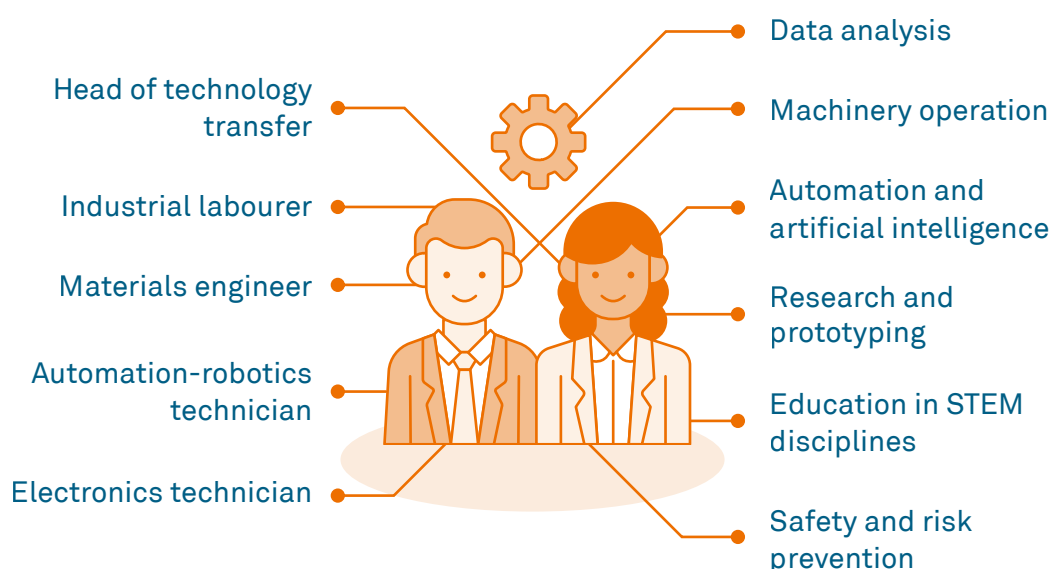 Head of technology
transfer
Industrial labourer
Materials engineer
Automation-robotics
technician
Electronics technician
Data analysis
Machinery operation
Automation and
artificial intelligence
Research and
prototyping
Education in STEM
disciplines
Safety and risk
prevention